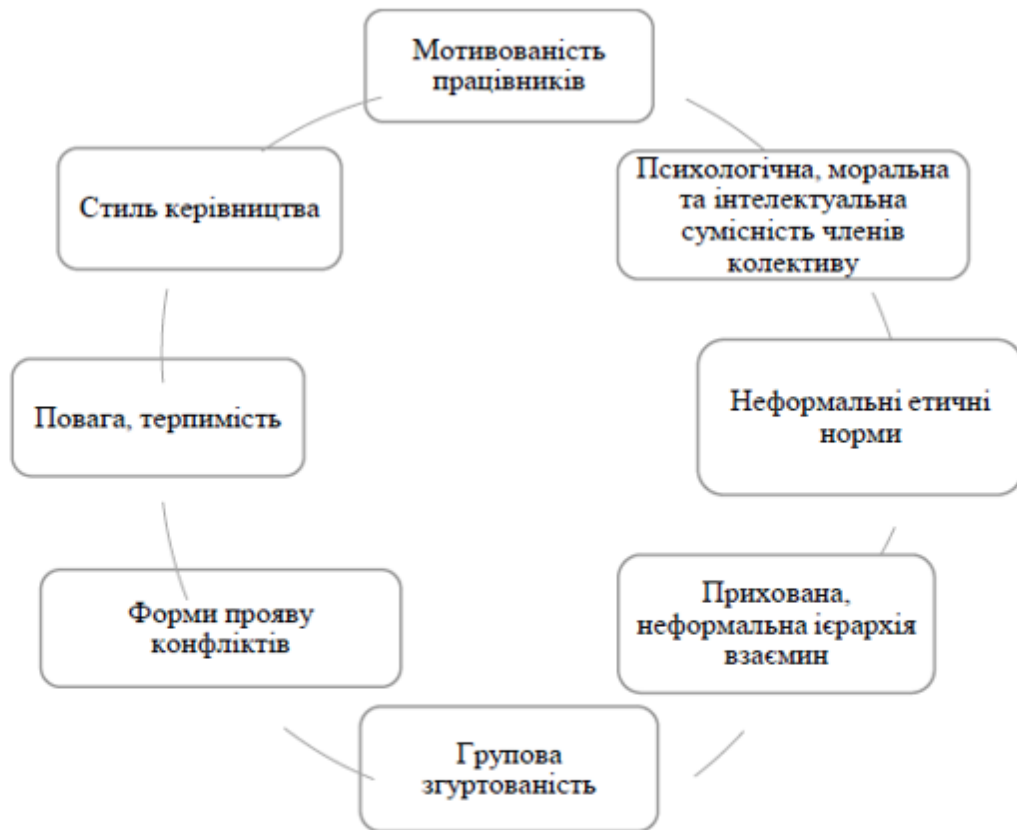 Мотивованість
працівників
Психологічна, моральна
та інтелектуальна
сумісність членів
колективу
Неформальні етичні
норми
Прихована,
неформальна ієрархія
взаємин
Групова
згуртованість
Форми прояву
конфліктів
Повага, терпимість
Стиль керівництва